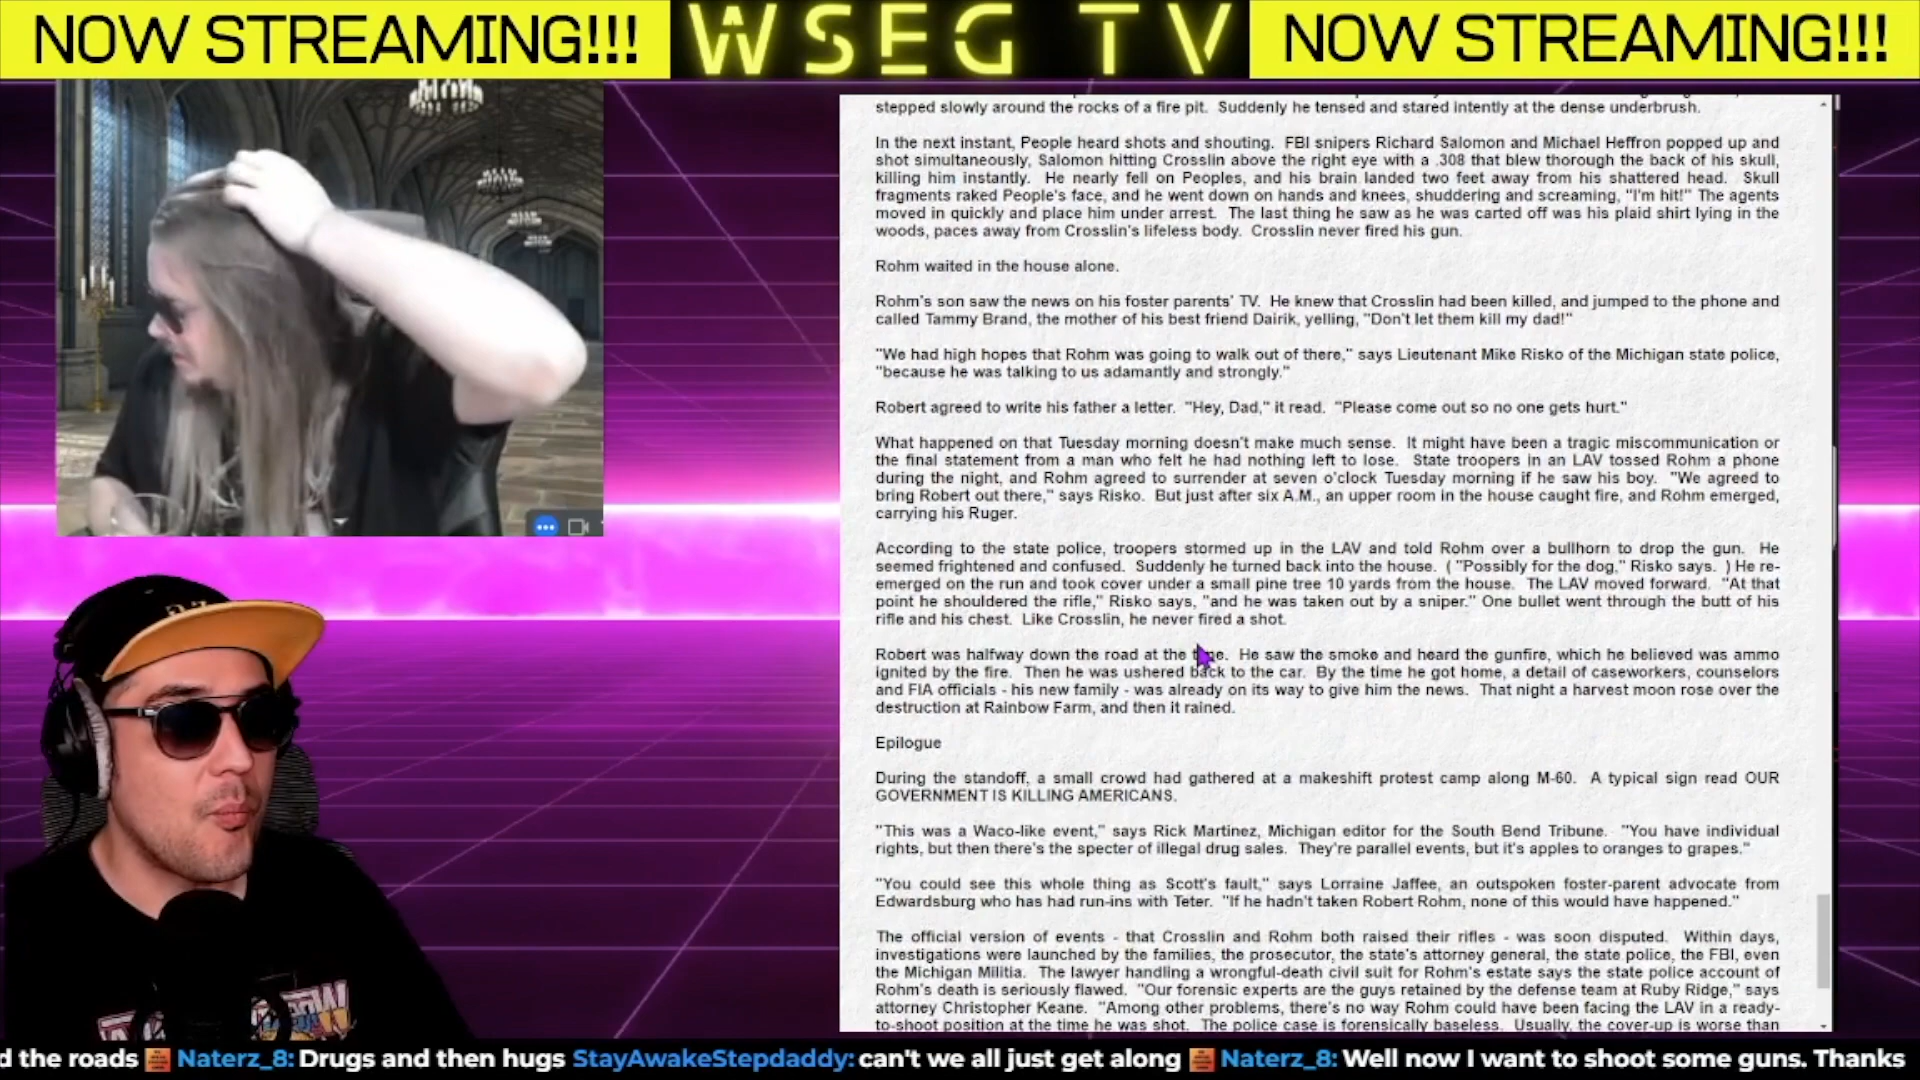 NOW STREAMING!!! WSEG TV NOW STREAMING!!!
stepped slowly around the rocks of a fire pit. Suddenly he tensed and stared intently at the dense underbrush.
In the next instant, People heard shots and shouting. FBI snipers Richard Salomon and Michael Heffron popped up and
shot simultaneously, Salomon hitting Crosslin above the right eye with a .308 that blew thorough the back of his skull,
killing him instantly. He nearly fell on Peoples, and his brain landed two feet away from his shattered head. Skull
fragments raked People's face, and he went down on hands and knees, shuddering and screaming, "I'm hit!" The agents
moved in quickly and place him under arrest. The last thing he saw as he was carted off was his plaid shirt lying in the
woods, paces away from Crosslin's lifeless body. Crosslin never fired his gun.
Rohm waited in the house alone.
Rohm's son saw the news on his foster parents' TV. He knew that Crosslin had been killed, and jumped to the phone and
called Tammy Brand, the mother of his best friend Dairik, yelling, "Don't let them kill my dad!"
"We had high hopes that Rohm was going to walk out of there," says Lieutenant Mike Risko of the Michigan state police,
"because he was talking to us adamantly and strongly."
Robert agreed to write his father a letter. "Hey, Dad," it read. "Please come out so no one gets hurt."
What happened on that Tuesday morning doesn't make much sense. It might have been a tragic miscommunication or
the final statement from a man who felt he had nothing left to lose. State troopers in an LAV tossed Rohm a phone
during the night, and Rohm agreed to surrender at seven o'clock Tuesday morning if he saw his boy. "We agreed to
bring Robert out there," says Risko. But just after six A.M., an upper room in the house caught fire, and Rohm emerged,
carrying his Ruger.
According to the state police, troopers stormed up in the LAV and told Rohm over a bullhorn to drop the gun. He
seemed frightened and confused. Suddenly he turned back into the house. ( "Possibly for the dog," Risko says. ) He re-
emerged on the run and took cover under a small pine tree 10 yards from the house. The LAV moved forward. "At that
point he shouldered the rifle," Risko says, "and he was taken out by a sniper." One bullet went through the butt of his
rifle and his chest. Like Crosslin, he never fired a shot.
Robert was halfway down the road at the time. He saw the smoke and heard the gunfire, which he believed was ammo
ignited by the fire. Then he was ushered back to the car. By the time he got home, a detail of caseworkers, counselors
and FIA officials - his new family - was already on its way to give him the news. That night a harvest moon rose over the
destruction at Rainbow Farm, and then it rained.
Epilogue
During the standoff, a small crowd had gathered at a makeshift protest camp along M-60. A typical sign read OUR
GOVERNMENT IS KILLING AMERICANS.
"This was a Waco-like event," says Rick Martinez, Michigan editor for the South Bend Tribune. "You have individual
rights, but then there's the specter of illegal drug sales. They're parallel events, but it's apples to oranges to grapes."
"You could see this whole thing as Scott's fault," says Lorraine Jaffee, an outspoken foster-parent advocate from
Edwardsburg who has had run-ins with Teter. "If he hadn't taken Robert Rohm, none of this would have happened."
The official version of events - that Crosslin and Rohm both raised their rifles - was soon disputed. Within days,
investigations were launched by the families, the prosecutor, the state's attorney general, the state police, the FBI, even
the Michigan Militia. The lawyer handling a wrongful-death civil suit for Rohm's estate says the state police account of
Rohm's death is seriously flawed. "Our forensic experts are the guys retained by the defense team at Ruby Ridge," says
attorney Christopher Keane. "Among other problems, there's no way Rohm could have been facing the LAV in a ready-
to-shoot position at the time he was shot. The police case is forensically baseless. Usually, the cover-up is worse than
d the roads Naterz_8: Drugs and then hugs StayAwakeStepdaddy: can't we all just get along Naterz_8: Well now I want to shoot some guns. Thanks